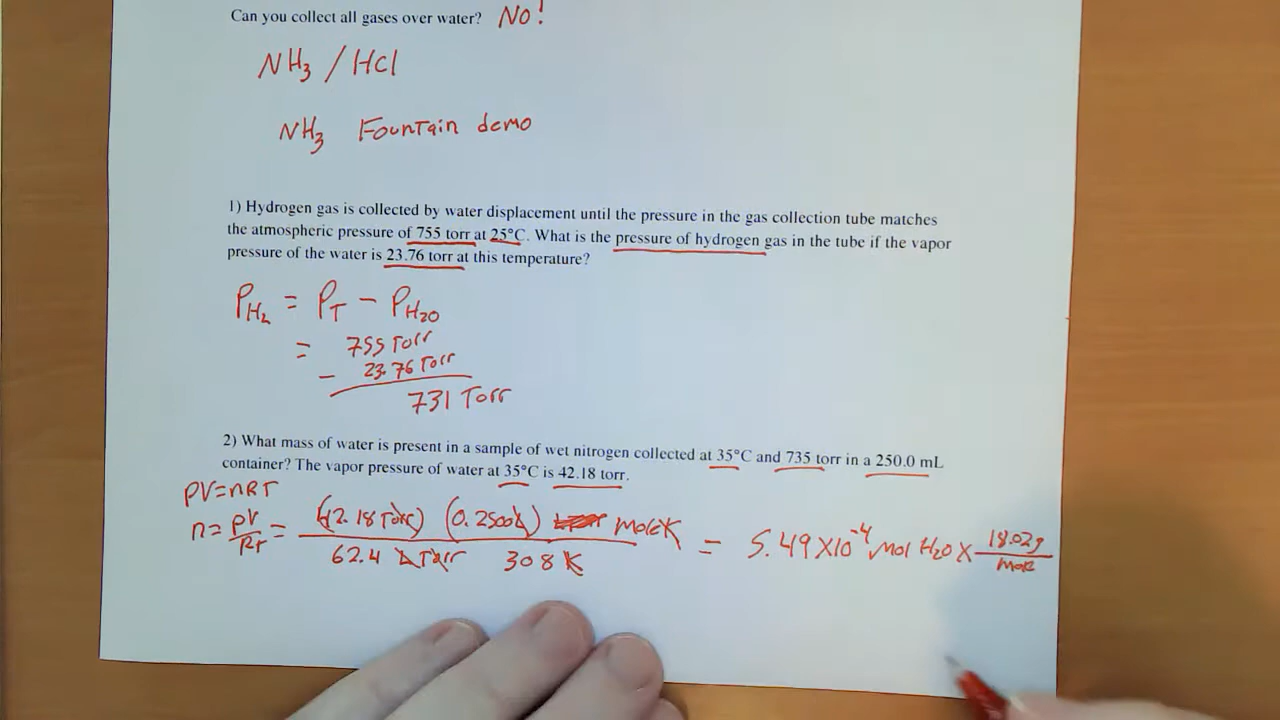 Can you collect all gases over water? No!
NH3 / HCl
NH3 Fountain demo
1) Hydrogen gas is collected by water displacement until the pressure in the gas collection tube matches
the atmospheric pressure of 755 torr at 25°C. What is the pressure of hydrogen gas in the tube if the vapor
pressure of the water is 23.76 torr at this temperature?
PH2 = PT - PH2O
= 755 Torr
- 23.76 Torr
731 Torr
2) What mass of water is present in a sample of wet nitrogen collected at 35°C and 735 torr in a 250.0 mL
container? The vapor pressure of water at 35°C is 42.18 torr.
PV=nRT
n = PV/RT = (42.18 Torr) (0.2500L) mole K = 5.49 X10-4 mol H2O x 18.02g
62.4 L Torr 308 K mole